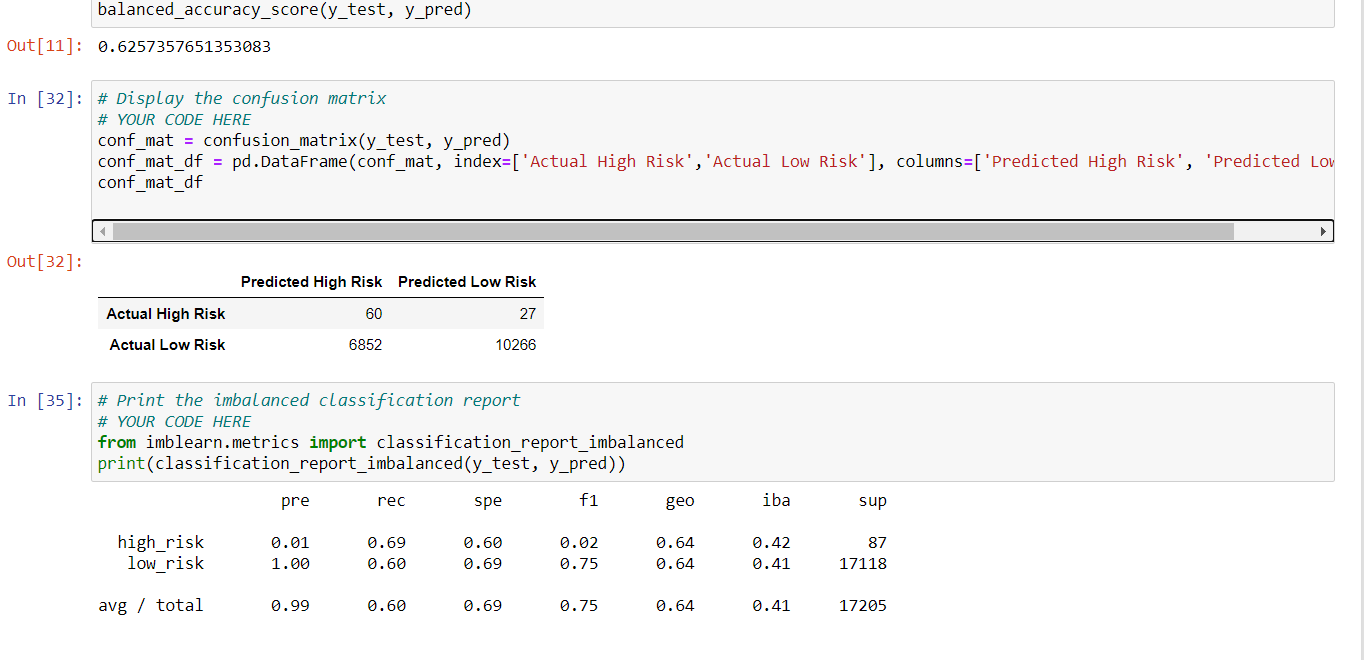 balanced_accuracy_score(y_test, y_pred)
Out[11]: 0.6257357651353083
In [32]: # Display the confusion matrix
# YOUR CODE HERE
conf_mat = confusion_matrix(y_test, y_pred)
conf_mat_df = pd.DataFrame(conf_mat, index=['Actual High Risk','Actual Low Risk'], columns=['Predicted High Risk', 'Predicted Low
conf_mat_df
Out[32]:
Predicted High Risk Predicted Low Risk
Actual High Risk 60 27
Actual Low Risk 6852 10266
In [35]: # Print the imbalanced classification report
# YOUR CODE HERE
from imblearn.metrics import classification_report_imbalanced
print(classification_report_imbalanced(y_test, y_pred))
pre rec spe f1 geo iba sup
high_risk 0.01 0.69 0.60 0.02 0.64 0.42 87
low_risk 1.00 0.60 0.69 0.75 0.64 0.41 17118
avg / total 0.99 0.60 0.69 0.75 0.64 0.41 17205